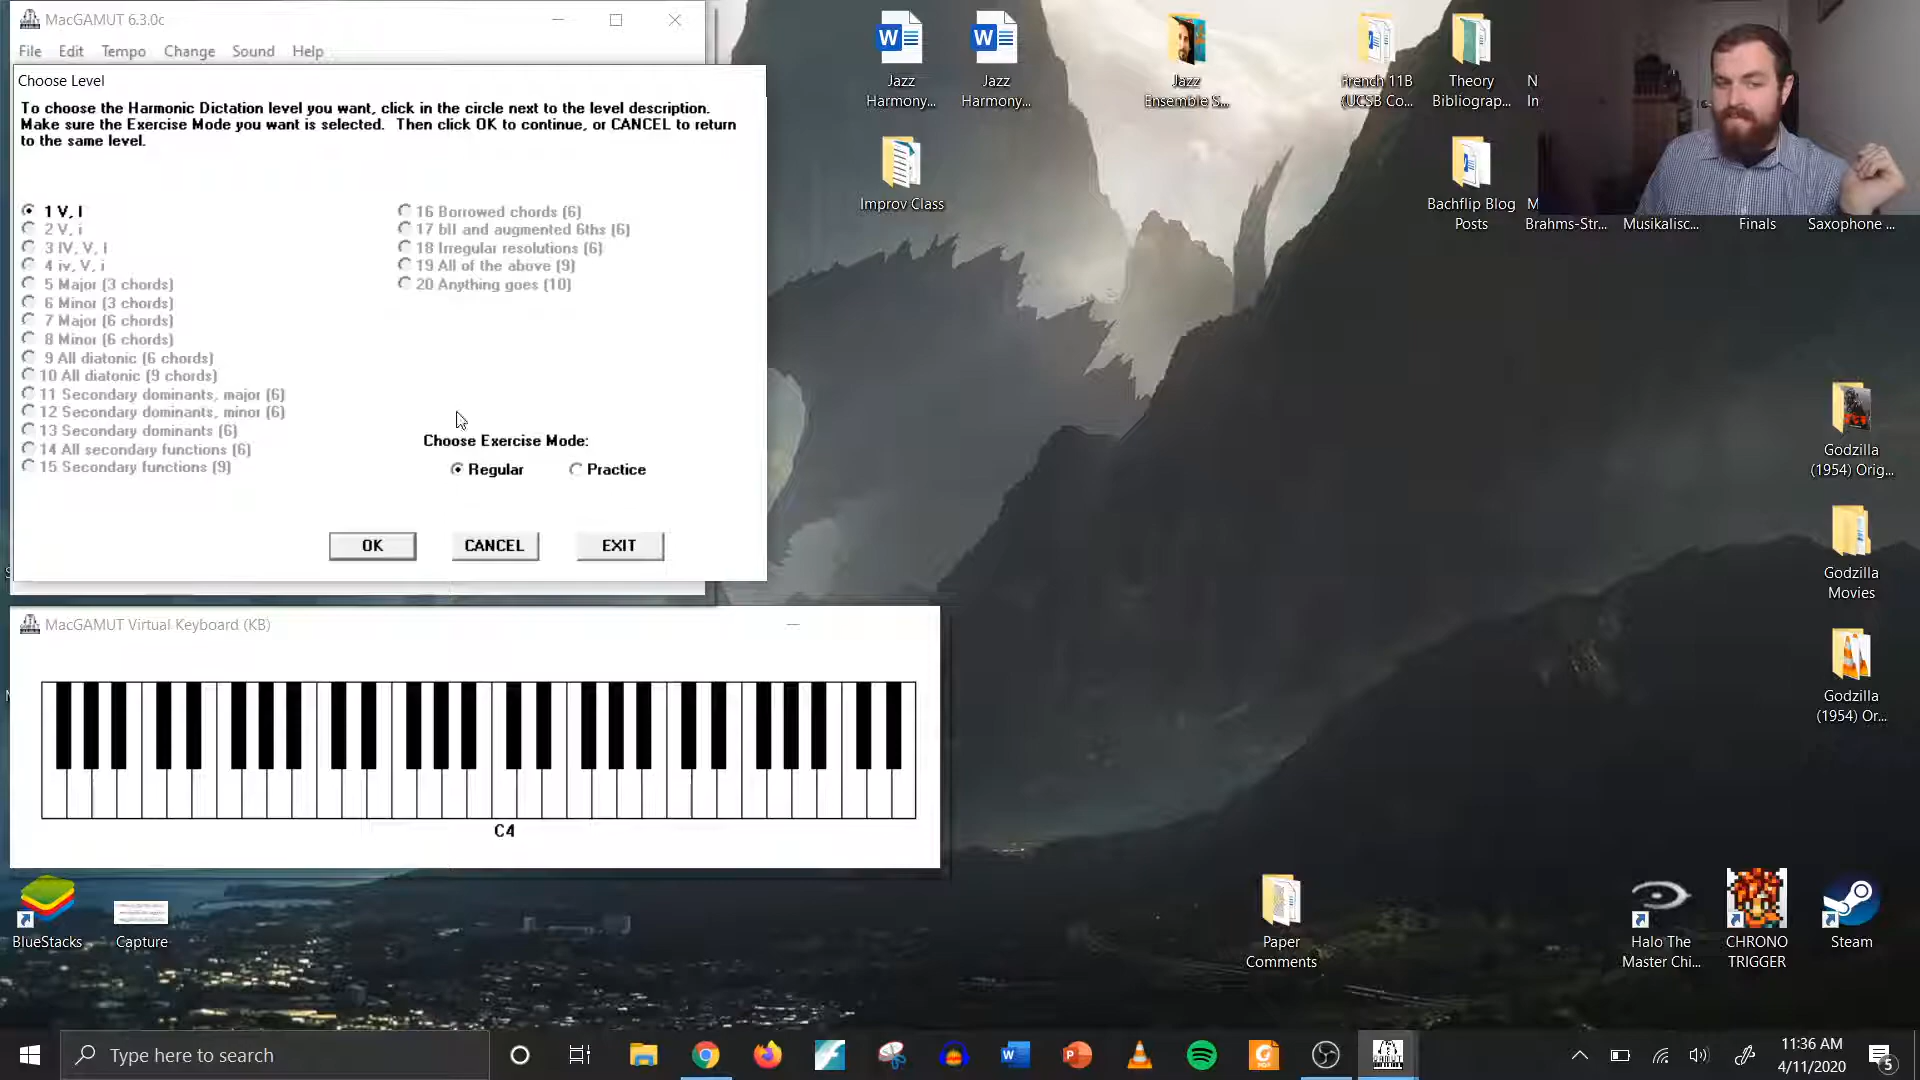 MacGAMUT 6.3.0c
File Edit Tempo Change Sound Help
Choose Level
To choose the Harmonic Dictation level you want, click in the circle next to the level description.
Make sure the Exercise Mode you want is selected. Then click OK to continue, or CANCEL to return
to the same level.
1 V, I
2 V, i
3 IV, V, I
4 iv, V, i
5 Major (3 chords)
6 Minor (3 chords)
7 Major (6 chords)
8 Minor (6 chords)
9 All diatonic (6 chords)
10 All diatonic (9 chords)
11 Secondary dominants, major (6)
12 Secondary dominants, minor (6)
13 Secondary dominants (6)
14 All secondary functions (6)
15 Secondary functions (9)
16 Borrowed chords (6)
17 bII and augmented 6ths (6)
18 Irregular resolutions (6)
19 All of the above (9)
20 Anything goes (10)
Choose Exercise Mode:
Regular Practice
OK CANCEL EXIT
MacGAMUT Virtual Keyboard (KB)
C4
Jazz
Harmony...
Jazz
Harmony...
Jazz
Ensemble S...
French 11B
(UCSB Co...
Theory
Bibliograp...
N
In
Improv Class
Bachflip Blog
Posts
M
Brahms-Str...
Musikalisc...
Finals
Saxophone ...
Godzilla
(1954) Orig...
Godzilla
Movies
Godzilla
(1954) Or...
BlueStacks
Capture
Paper
Comments
Halo The
Master Chi...
CHRONO
TRIGGER
Steam
Type here to search
11:36 AM
4/11/2020
5